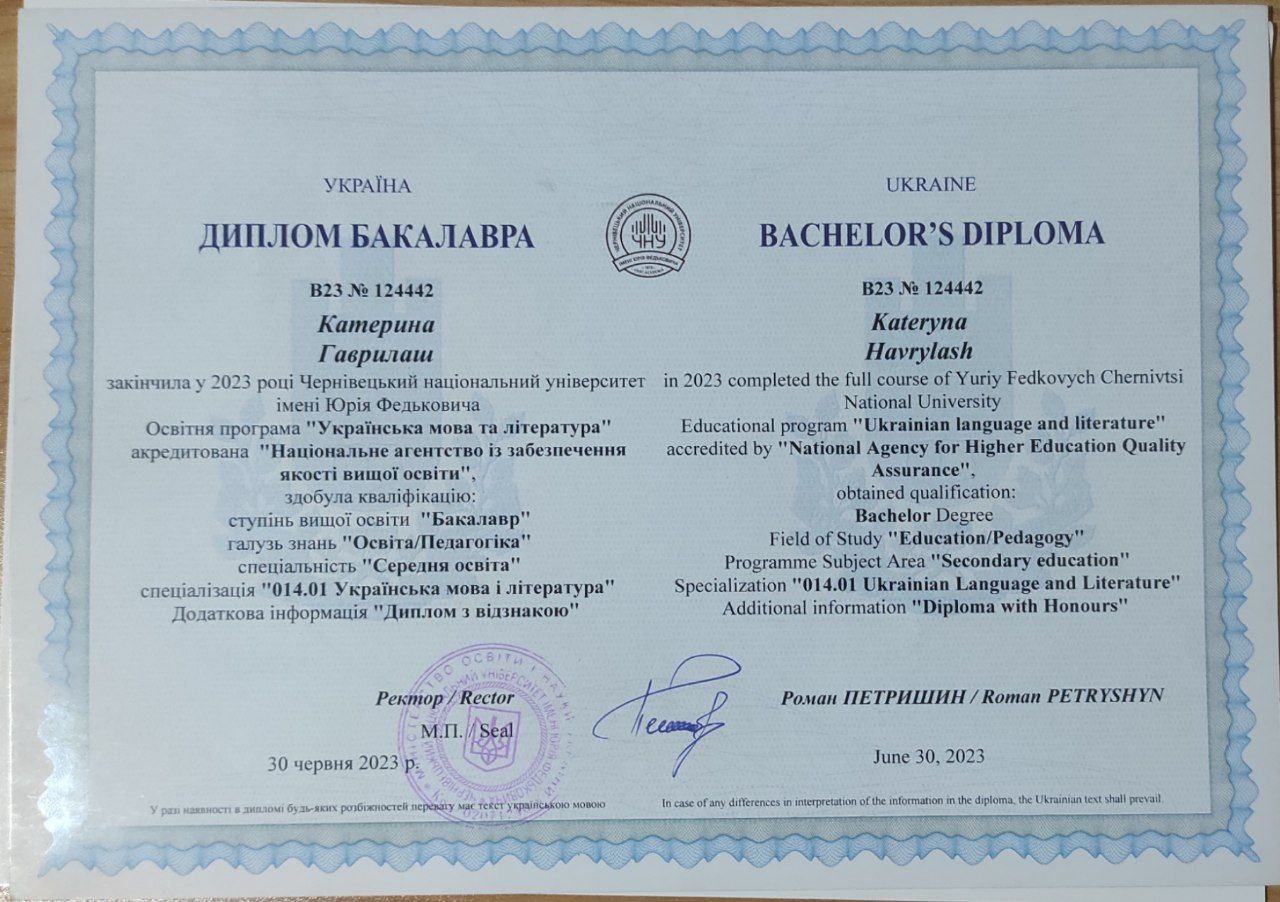 УКРАЇНА
ДИПЛОМ БАКАЛАВРА
B23 № 124442
Катерина
Гаврилаш
закінчила у 2023 році Чернівецький національний університет
імені Юрія Федьковича
Освітня програма "Українська мова та література"
акредитована "Національне агентство із забезпечення
якості вищої освіти",
здобула кваліфікацію:
ступінь вищої освіти "Бакалавр"
галузь знань "Освіта/Педагогіка"
спеціальність "Середня освіта"
спеціалізація "014.01 Українська мова і література"
Додаткова інформація "Диплом з відзнакою"
ЧЕРНІВЕЦЬКИЙ НАЦІОНАЛЬНИЙ УНІВЕРСИТЕТ
ЧНУ
ІМЕНІ ЮРІЯ ФЕДЬКОВИЧА
UKRAINE
BACHELOR'S DIPLOMA
B23 № 124442
Kateryna
Havrylash
in 2023 completed the full course of Yuriy Fedkovych Chernivtsi
National University
Educational program "Ukrainian language and literature"
accredited by "National Agency for Higher Education Quality
Assurance",
obtained qualification:
Bachelor Degree
Field of Study "Education/Pedagogy"
Programme Subject Area "Secondary education"
Specialization "014.01 Ukrainian Language and Literature"
Additional information "Diploma with Honours"
Ректор / Rector
М.П. / Seal
30 червня 2023 р.
Роман ПЕТРИШИН / Roman PETRYSHYN
June 30, 2023
У разі наявності в дипломі будь-яких розбіжностей перевагу має текст українською мовою
In case of any differences in interpretation of the information in the diploma, the Ukrainian text shall prevail